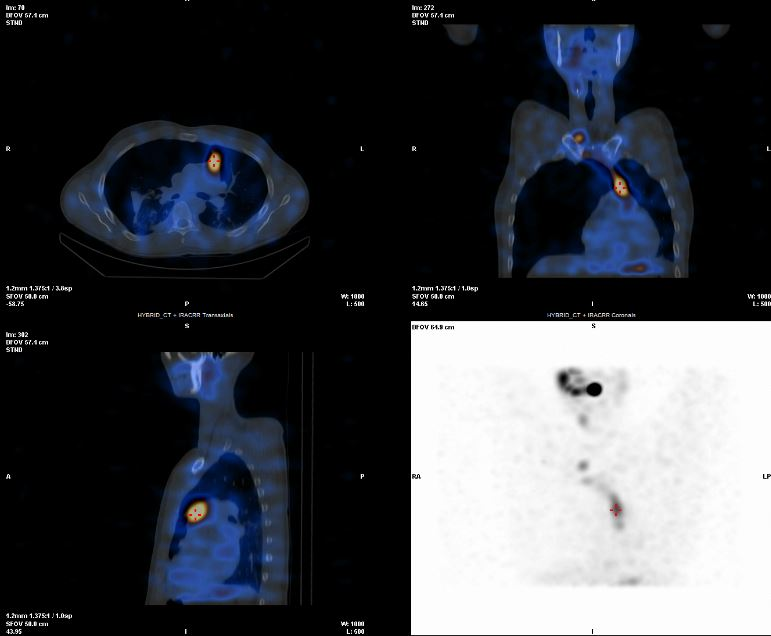 Im: 70
DFOV 57.4 cm
STND
R
L
1.2mm 1.375:1 / 3.0sp
SFOV 50.0 cm
-58.75
P
W: 1000
L: 500
HYBRID_CT + IRACRR Transaxials
Im: 272
DFOV 57.4 cm
STND
R
L
1.2mm 1.375:1 / 1.0sp
SFOV 50.0 cm
14.65
I
W: 1000
L: 500
HYBRID_CT + IRACRR Coronals
Im: 302
DFOV 57.4 cm
STND
S
A
P
1.2mm 1.375:1 / 1.0sp
SFOV 50.0 cm
43.95
I
W: 1000
L: 500
DFOV 64.0 cm
S
RA
LP
I